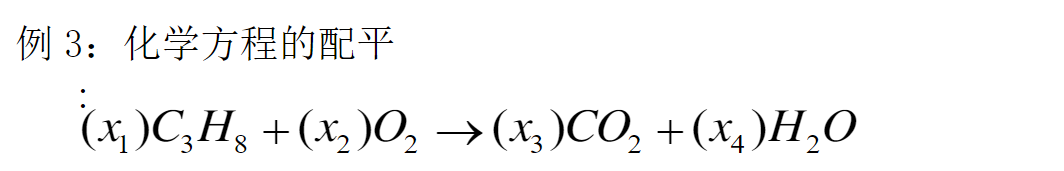 例 3：化学方程的配平
:
(x₁)C₃H₈ + (x₂)O₂ → (x₃)CO₂ + (x₄)H₂O